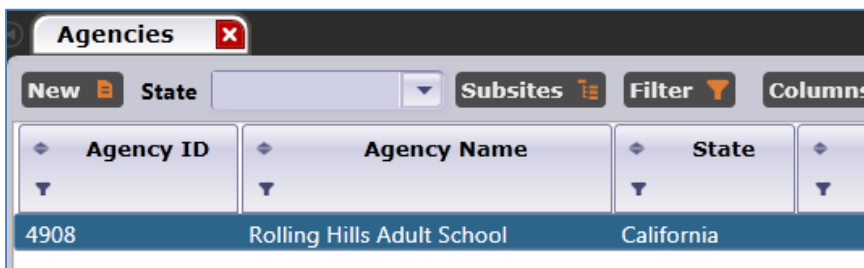 Agencies
New State Subsites Filter Columns
Agency ID Agency Name State
4908 Rolling Hills Adult School California